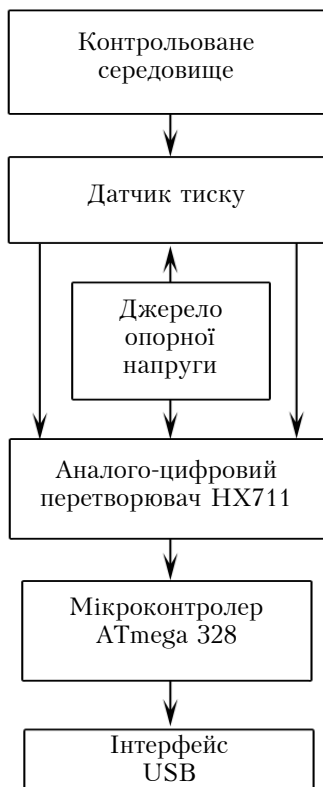 Контрольоване
середовище
Датчик тиску
Джерело
опорної
напруги
Аналого-цифровий
перетворювач HX711
Мікроконтролер
ATmega 328
Інтерфейс
USB